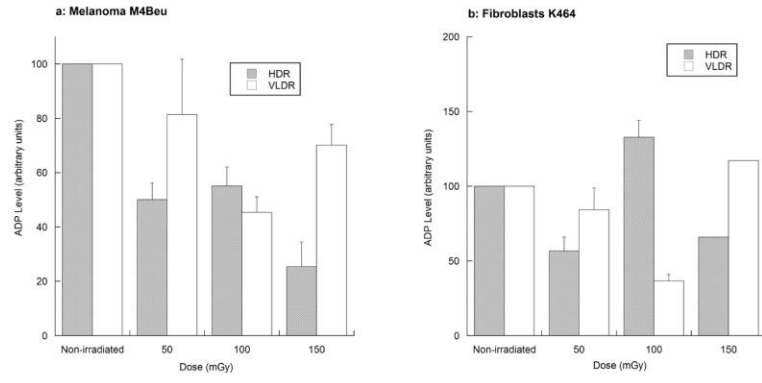 a: Melanoma M4Beu
HDR
VLDR
ADP Level (arbitrary units)
100
80
60
40
20
0
Non-irradiated 50 100 150
Dose (mGy)
b: Fibroblasts K464
HDR
VLDR
ADP Level (arbitrary units)
200
150
100
50
0
Non-irradiated 50 100 150
Dose (mGy)